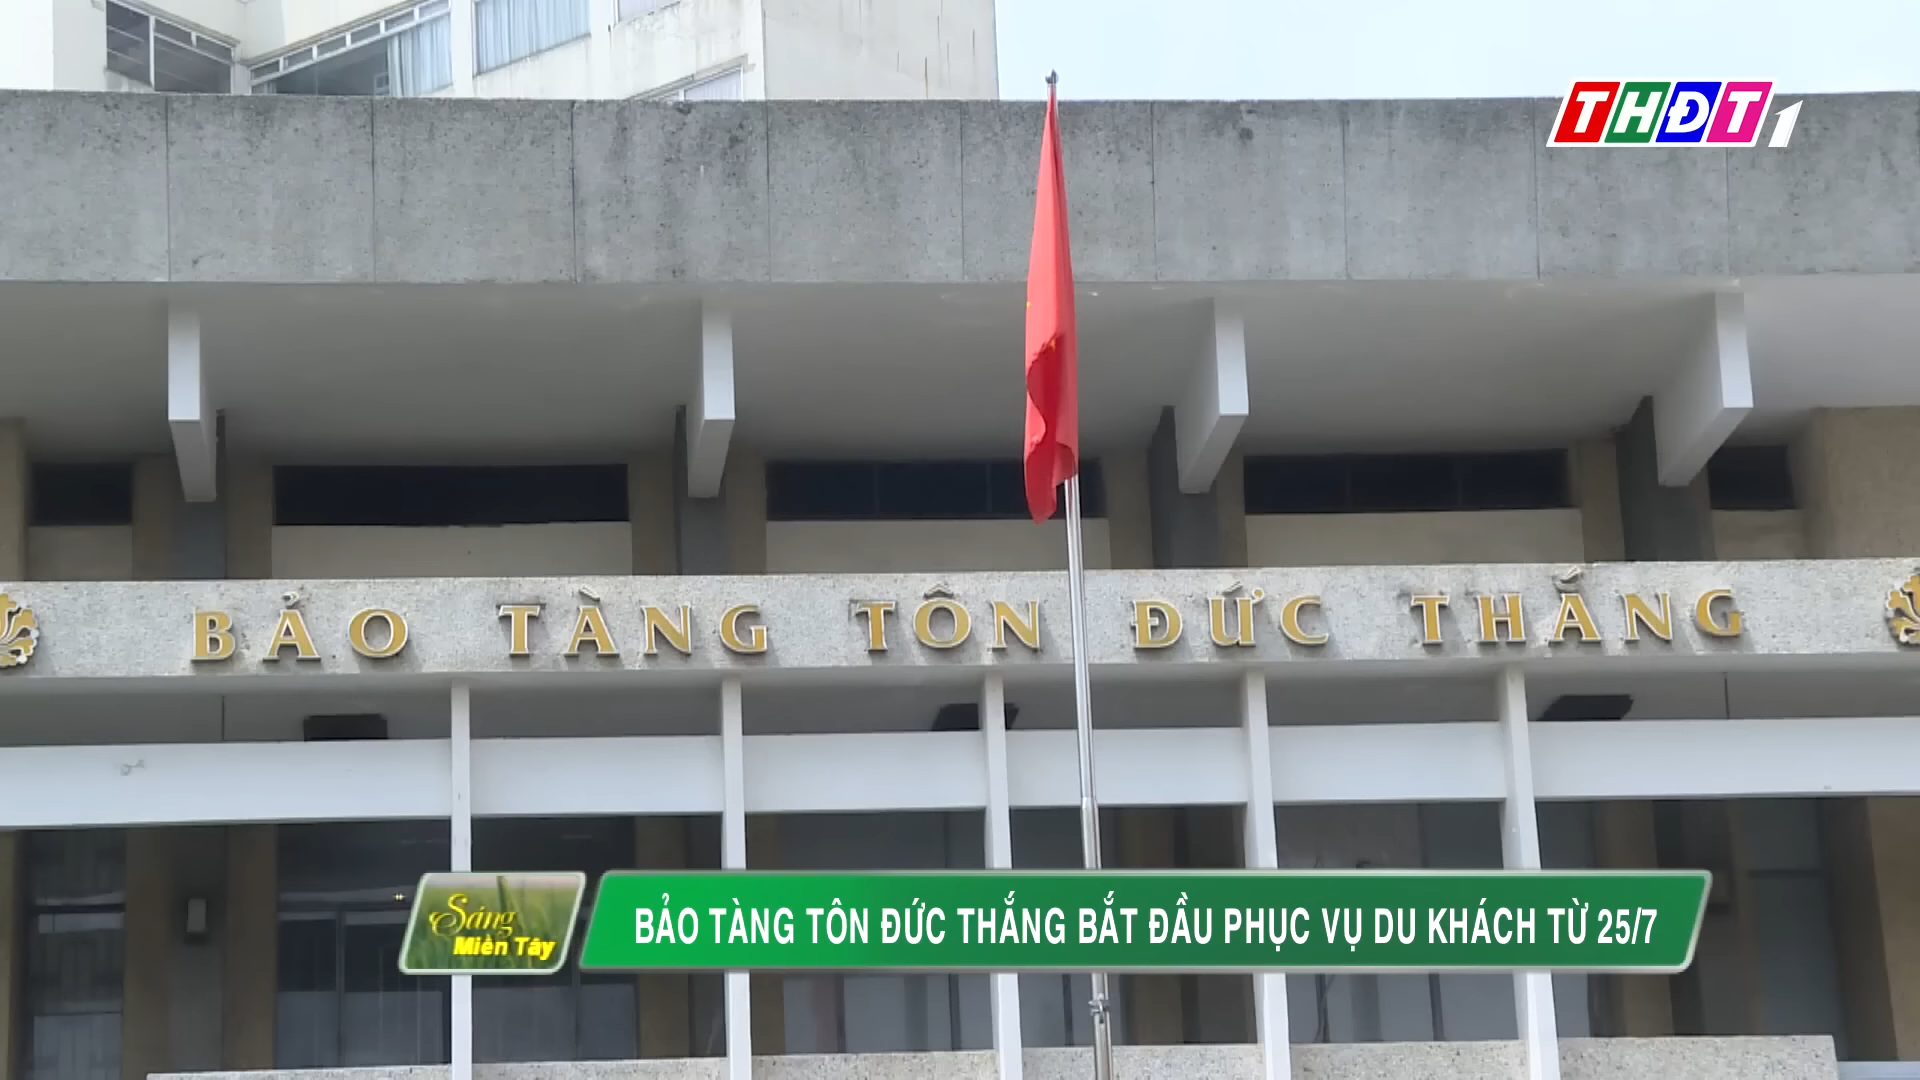 THĐT1
BẢO TÀNG TÔN ĐỨC THẮNG
Sáng
Miền Tây
BẢO TÀNG TÔN ĐỨC THẮNG BẮT ĐẦU PHỤC VỤ DU KHÁCH TỪ 25/7